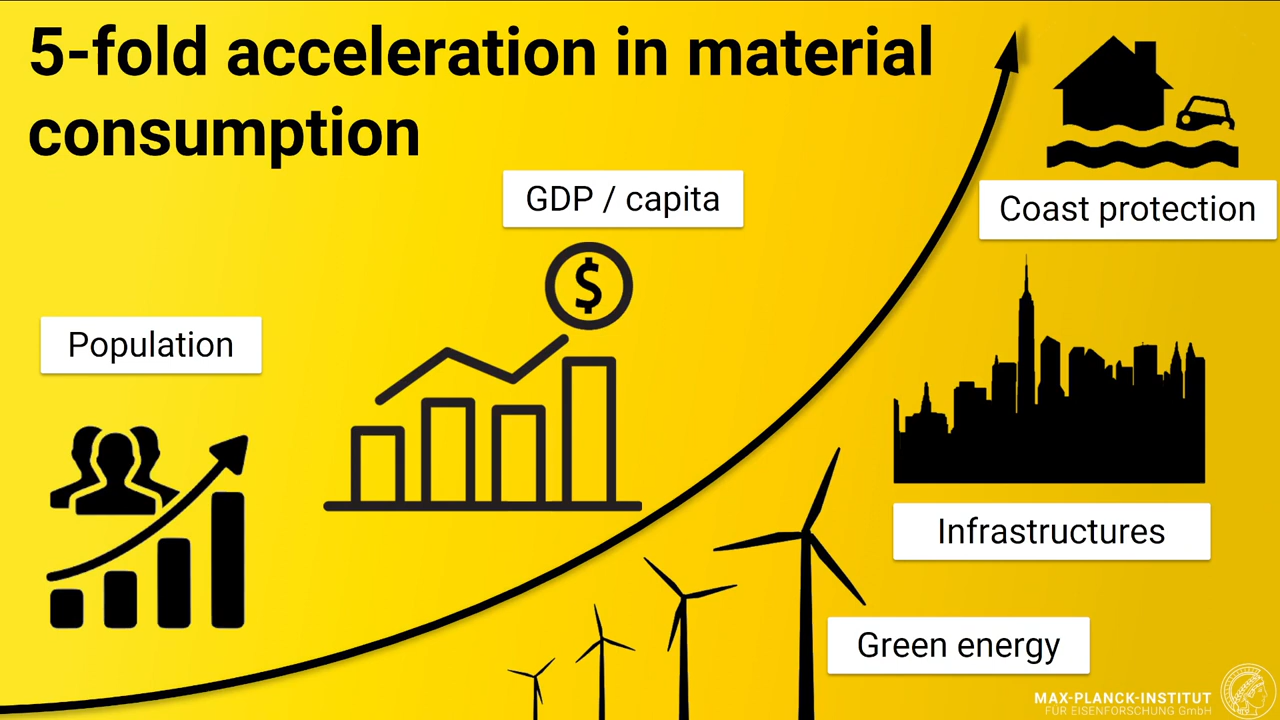 5-fold acceleration in material
consumption
GDP / capita
$
Population
Coast protection
Infrastructures
Green energy
MAX-PLANCK-INSTITUT
FÜR EISENFORSCHUNG GmbH